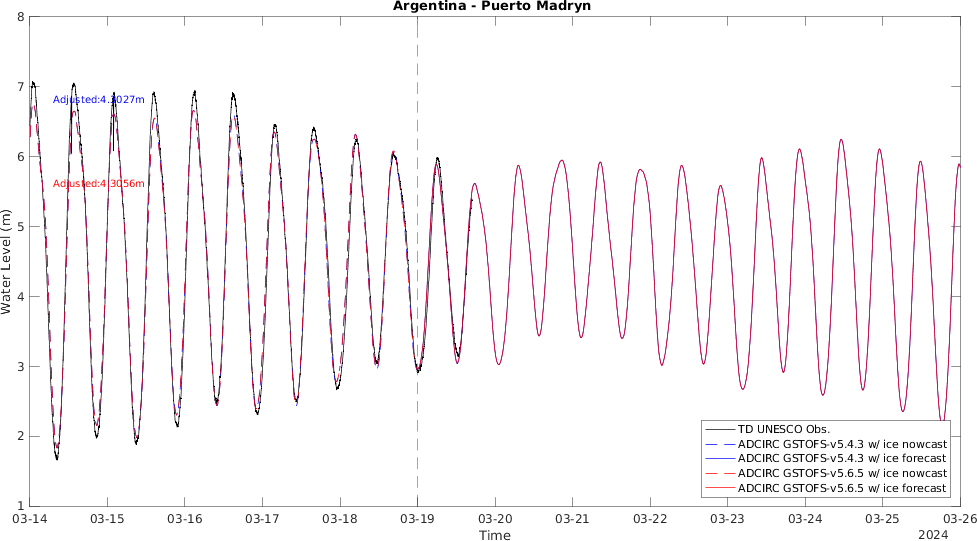 Argentina - Puerto Madryn
8
7
6
5
4
3
2
1
Water Level (m)
Adjusted:4.3027m
Adjusted:4.3056m
TD UNESCO Obs.
ADCIRC GSTOFS-v5.4.3 w/ ice nowcast
ADCIRC GSTOFS-v5.4.3 w/ ice forecast
ADCIRC GSTOFS-v5.6.5 w/ ice nowcast
ADCIRC GSTOFS-v5.6.5 w/ ice forecast
03-14 03-15 03-16 03-17 03-18 03-19 03-20 03-21 03-22 03-23 03-24 03-25 03-26
Time
2024